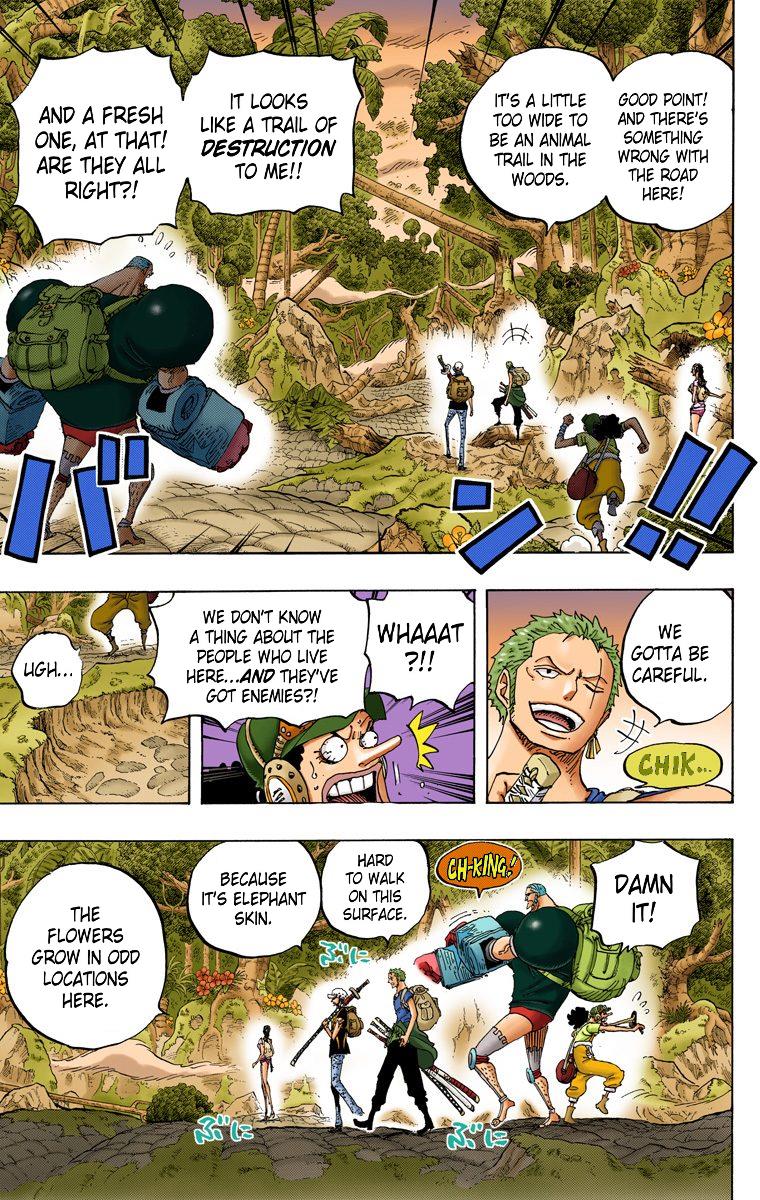 GOOD POINT!
AND THERE'S
SOMETHING
WRONG WITH
THE ROAD
HERE!
IT'S A LITTLE
TOO WIDE TO
BE AN ANIMAL
TRAIL IN THE
WOODS.
IT LOOKS
LIKE A TRAIL OF
DESTRUCTION
TO ME!!
AND A FRESH
ONE, AT THAT!
ARE THEY ALL
RIGHT?!
バン!!
WE
GOTTA BE
CAREFUL.
CHIK...
WHAAAT
?!!
WE DON'T KNOW
A THING ABOUT THE
PEOPLE WHO LIVE
HERE...AND THEY'VE
GOT ENEMIES?!
UGH...
DAMN
IT!
CH-KING!
HARD
TO WALK
ON THIS
SURFACE.
BECAUSE
IT'S ELEPHANT
SKIN.
THE
FLOWERS
GROW IN ODD
LOCATIONS
HERE.
ぶに
ぶに
ぶに